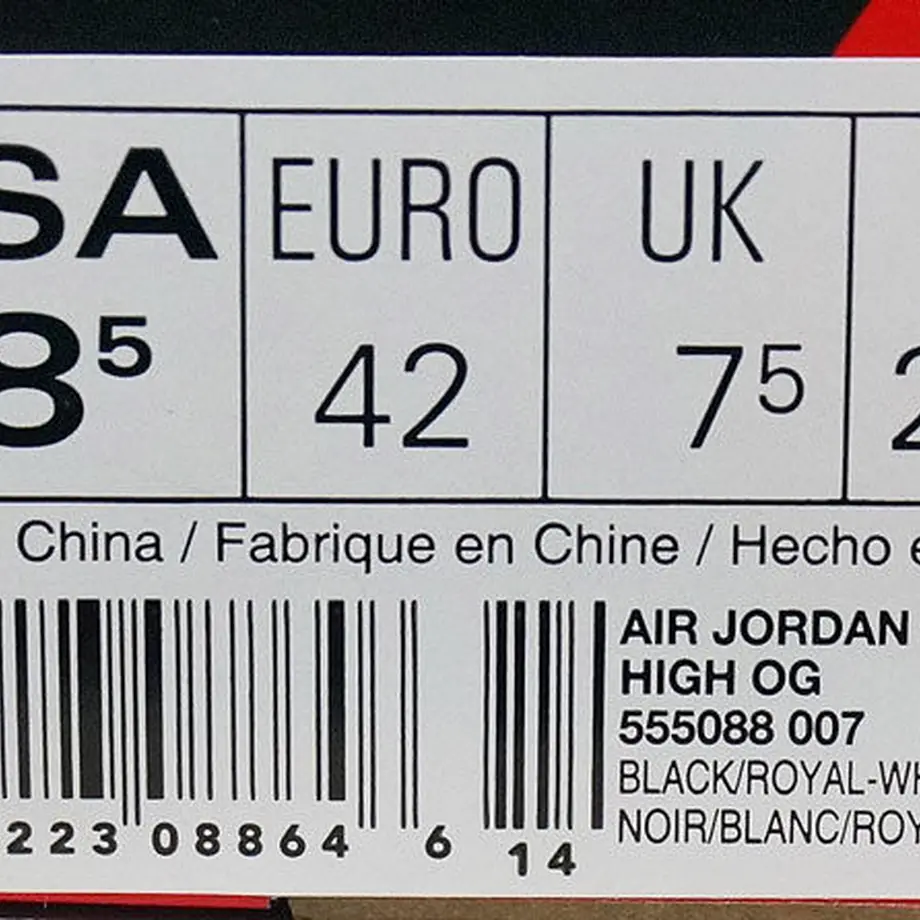 SA EURO UK
8⁵ 42 7⁵ 2
China / Fabrique en Chine / Hecho e
AIR JORDAN
HIGH OG
555088 007
BLACK/ROYAL-WH
NOIR/BLANC/ROY
223 08864 6 14